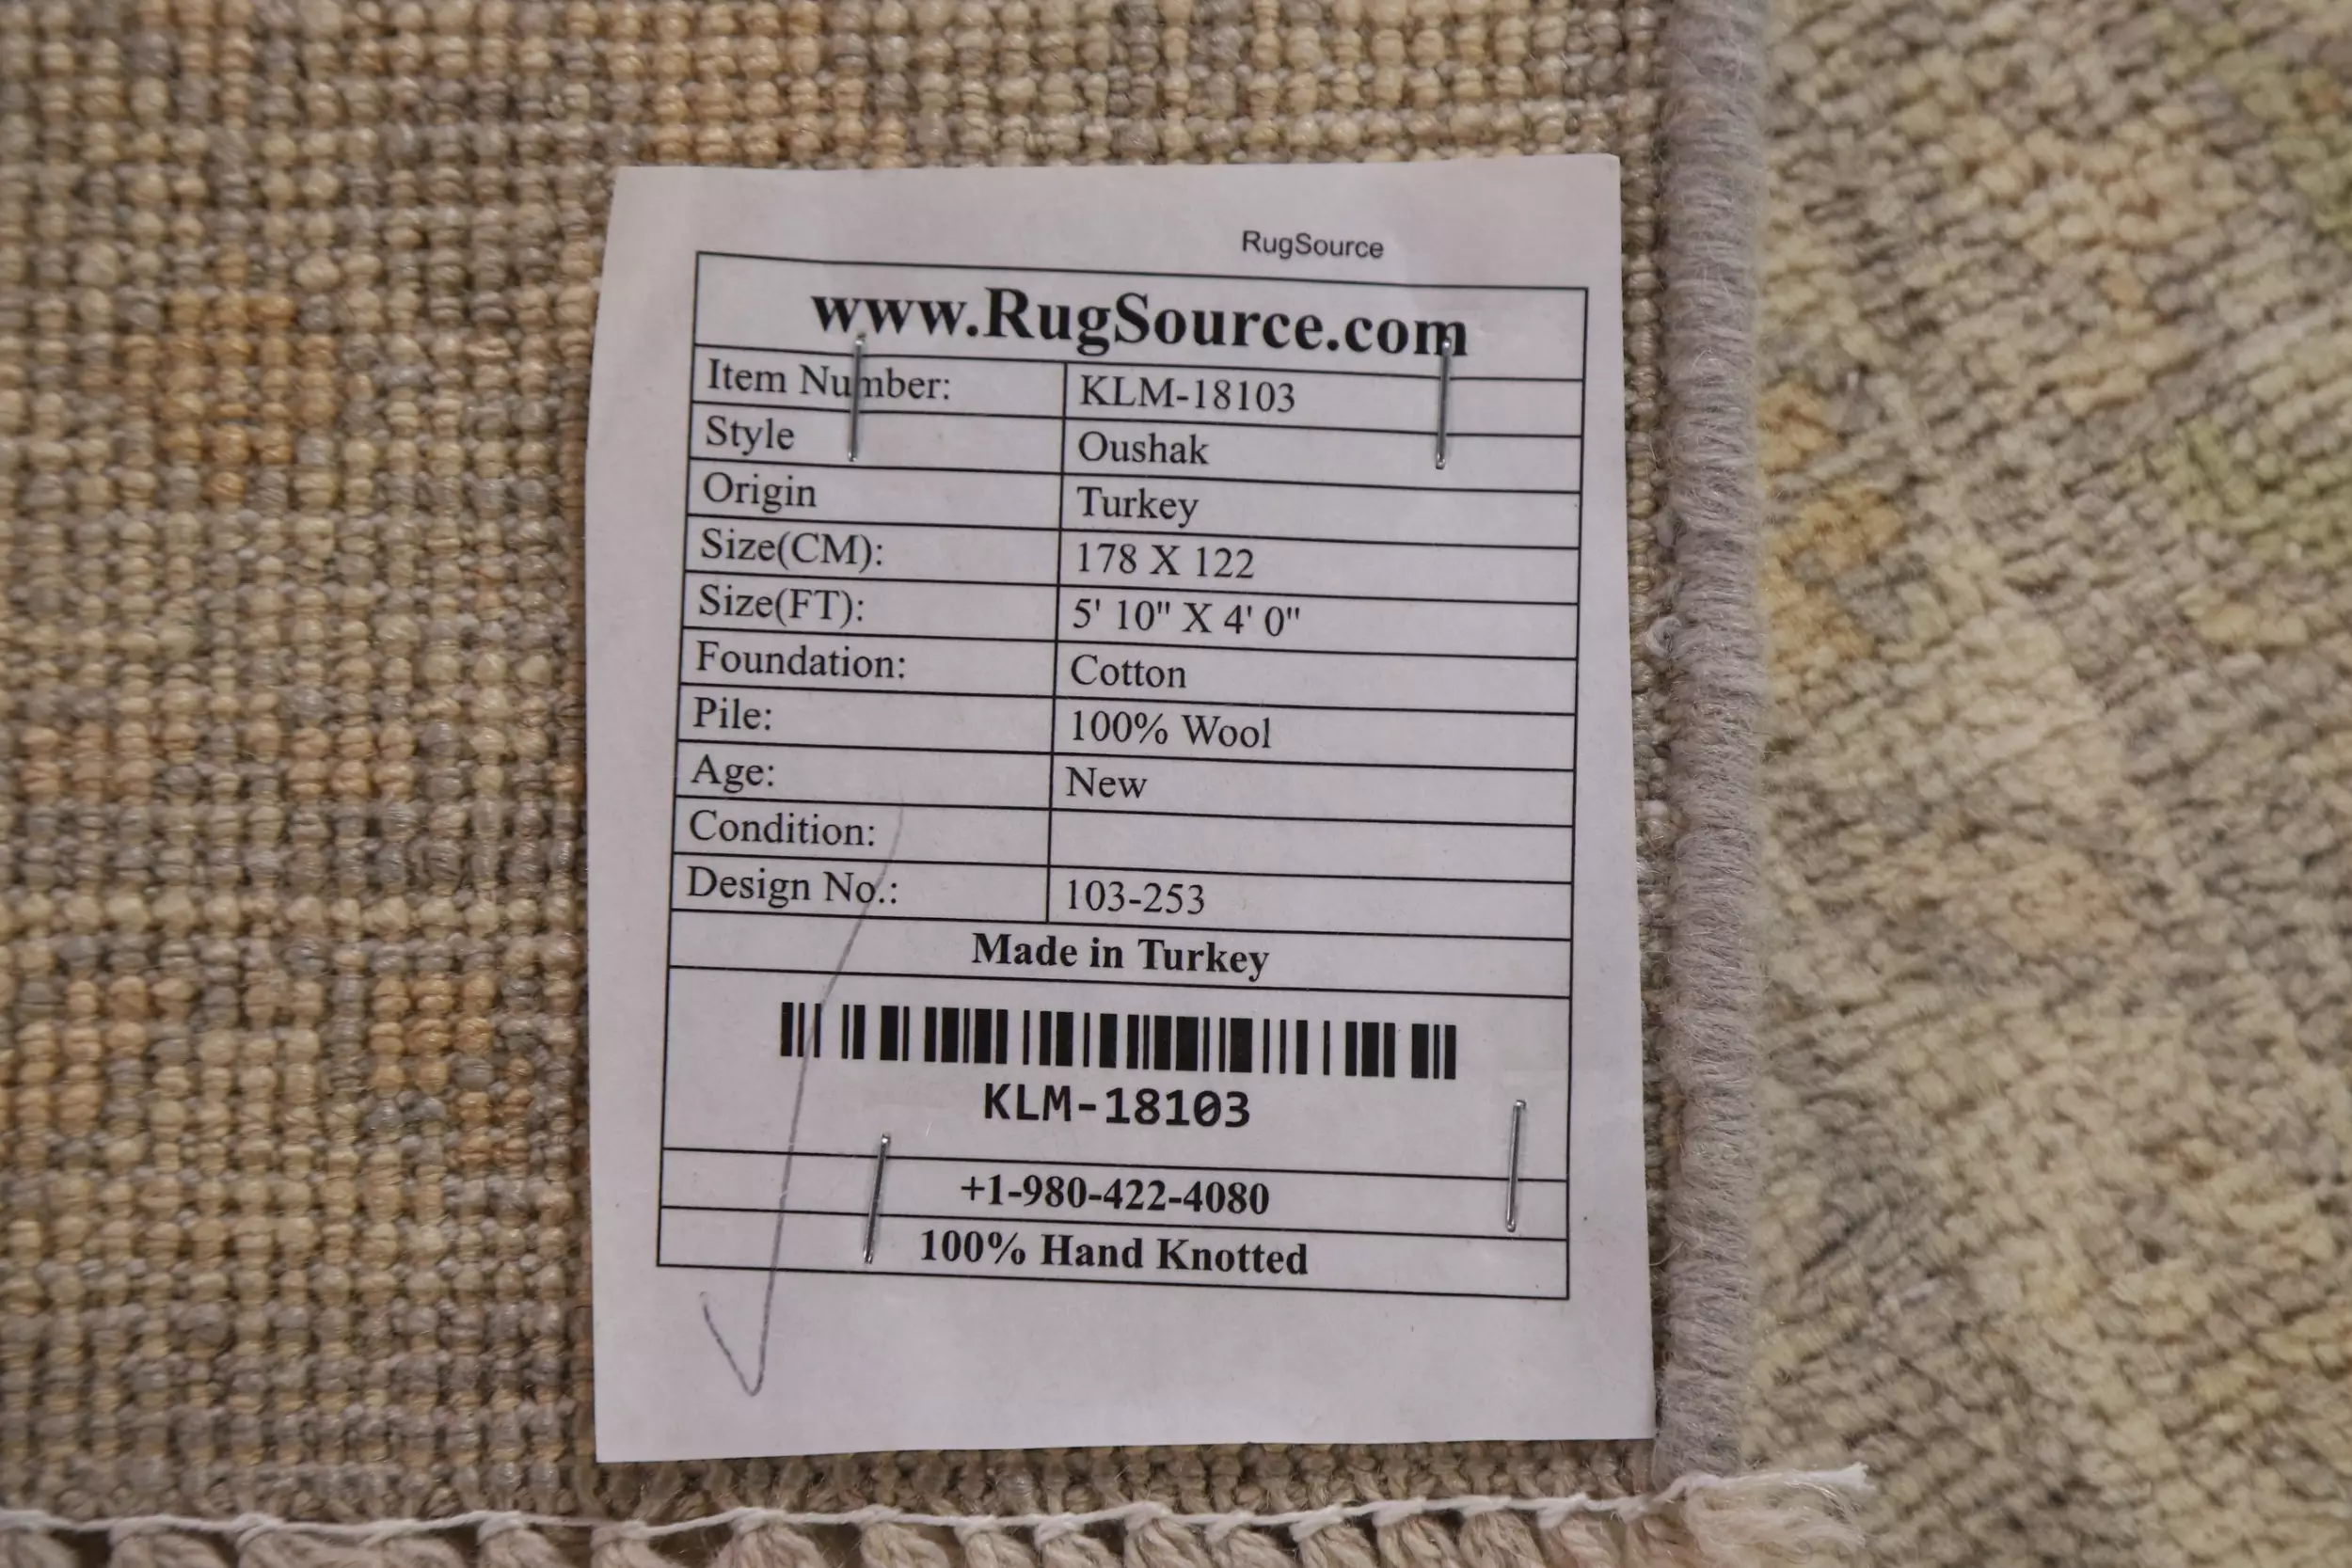 RugSource
www.RugSource.com
Item Number: KLM-18103
Style Oushak
Origin Turkey
Size(CM): 178 X 122
Size(FT): 5' 10" X 4' 0"
Foundation: Cotton
Pile: 100% Wool
Age: New
Condition:
Design No.: 103-253
Made in Turkey
KLM-18103
+1-980-422-4080
100% Hand Knotted